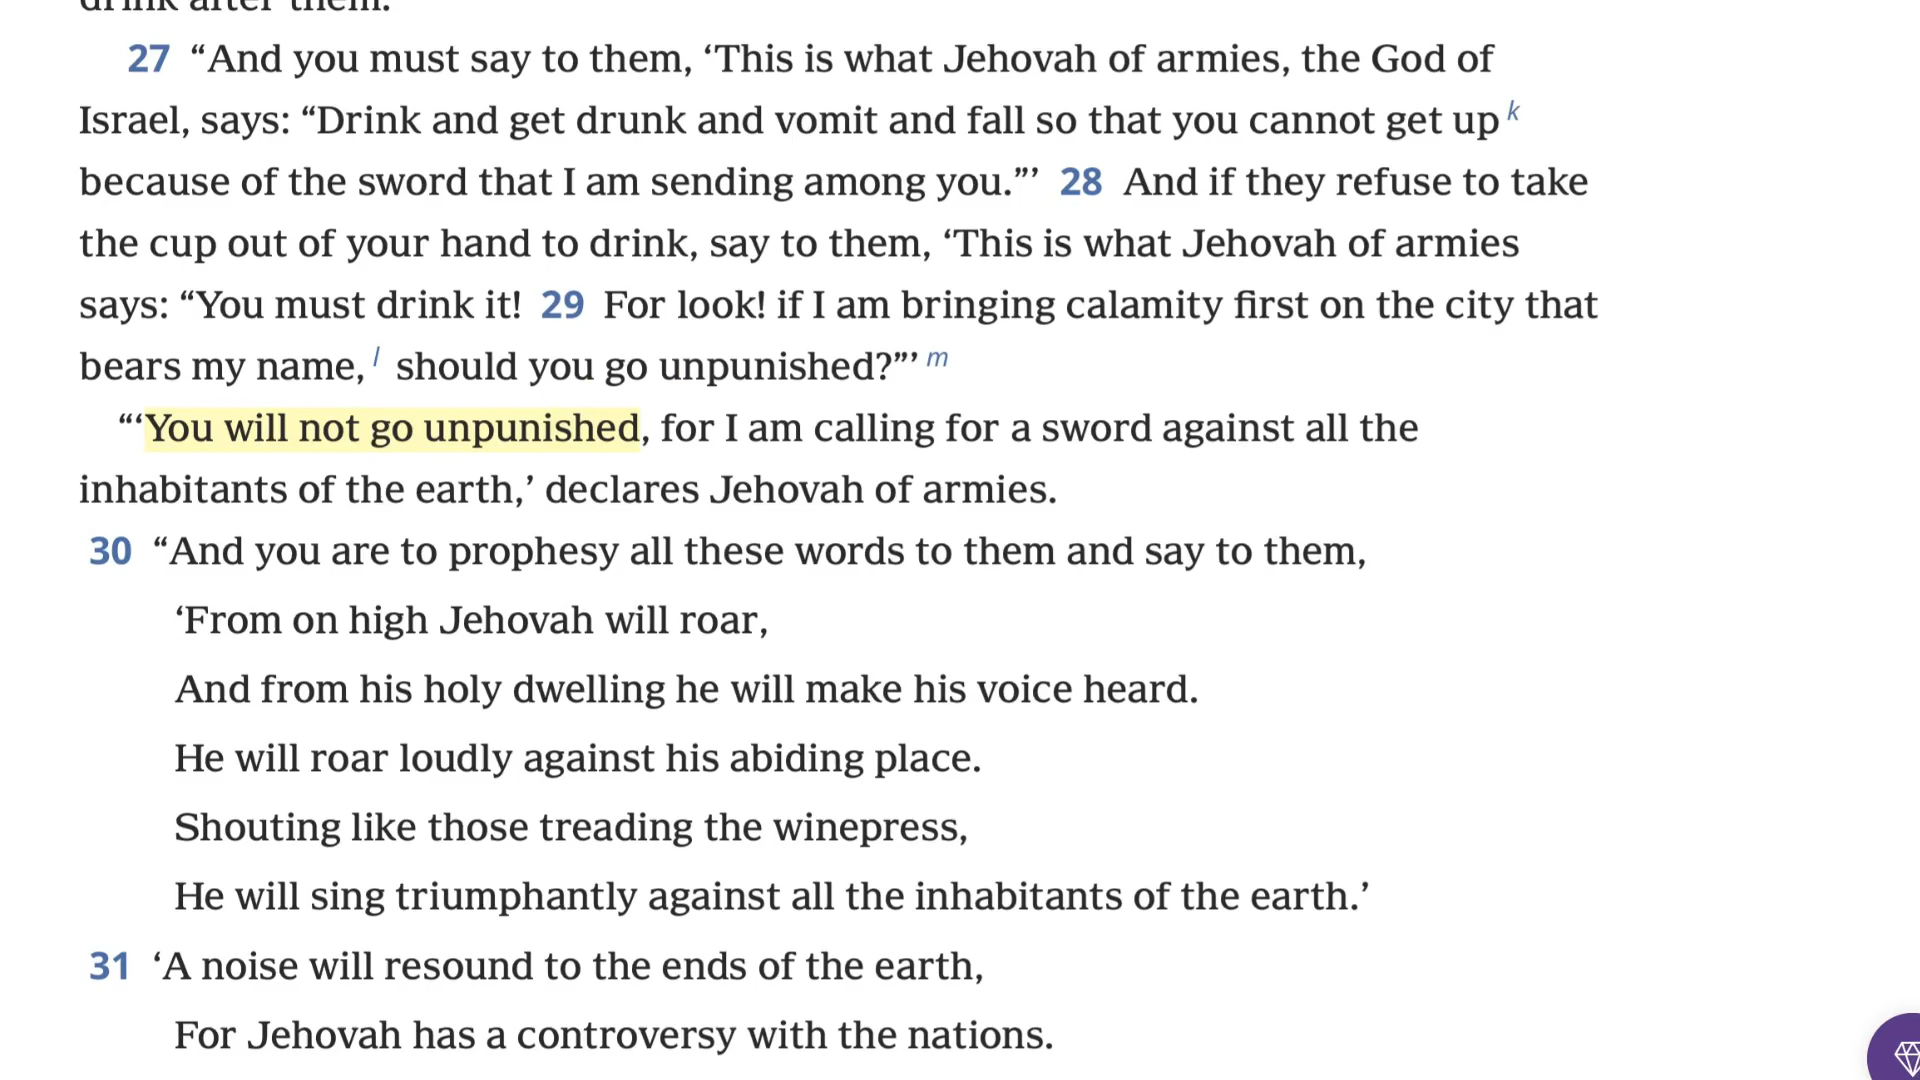 drink after them.
27 “And you must say to them, ‘This is what Jehovah of armies, the God of
Israel, says: “Drink and get drunk and vomit and fall so that you cannot get up k
because of the sword that I am sending among you.”’ 28 And if they refuse to take
the cup out of your hand to drink, say to them, ‘This is what Jehovah of armies
says: “You must drink it! 29 For look! if I am bringing calamity first on the city that
bears my name, l should you go unpunished?”’ m
“‘You will not go unpunished, for I am calling for a sword against all the
inhabitants of the earth,’ declares Jehovah of armies.
30 “And you are to prophesy all these words to them and say to them,
‘From on high Jehovah will roar,
And from his holy dwelling he will make his voice heard.
He will roar loudly against his abiding place.
Shouting like those treading the winepress,
He will sing triumphantly against all the inhabitants of the earth.’
31 ‘A noise will resound to the ends of the earth,
For Jehovah has a controversy with the nations.